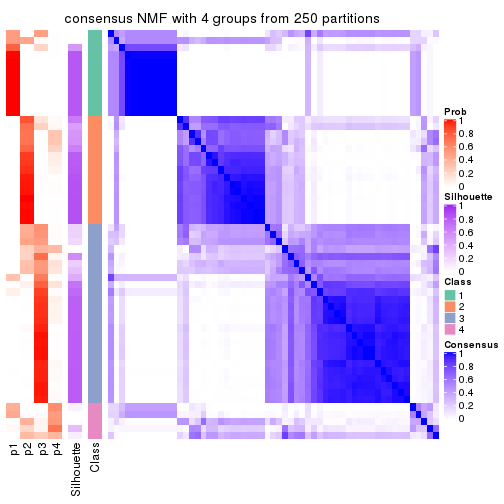 consensus NMF with 4 groups from 250 partitions
Prob
1
0.8
0.6
0.4
0.2
0
Silhouette
1
0.8
0.6
0.4
0.2
0
Class
1
2
3
4
Consensus
1
0.8
0.6
0.4
0.2
0
p1
p2
p3
p4
Silhouette
Class